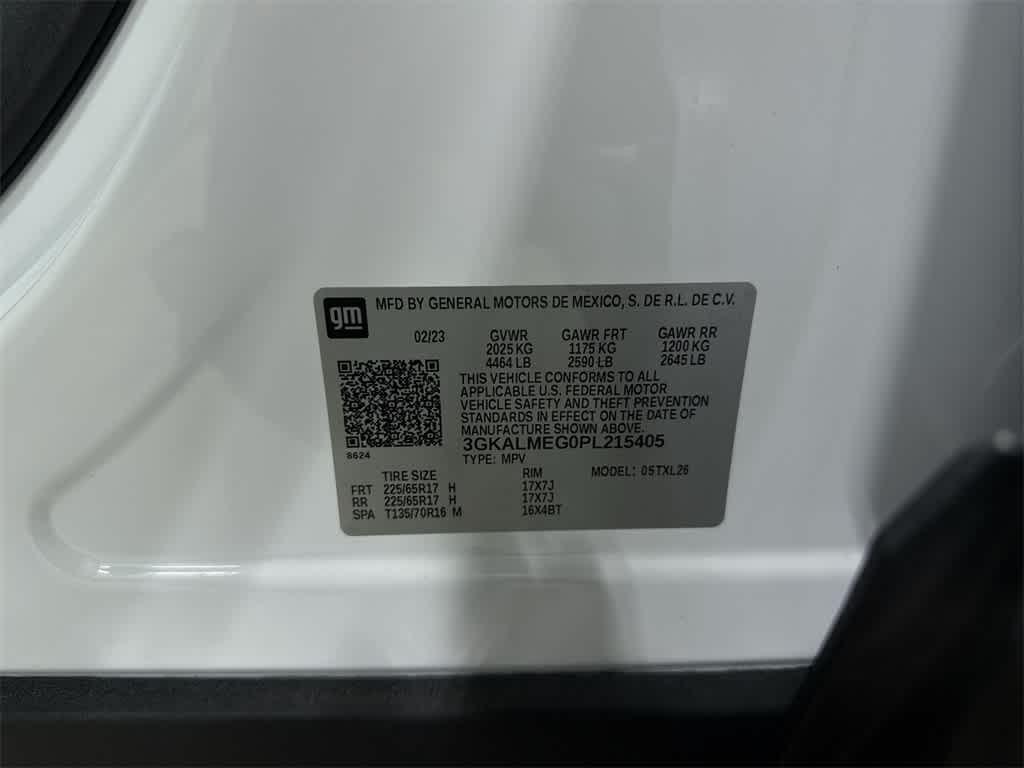 gm
MFD BY GENERAL MOTORS DE MEXICO, S. DE R.L. DE C.V.
02/23 GVWR GAWR FRT GAWR RR
2025 KG 1175 KG 1200 KG
4464 LB 2590 LB 2645 LB
THIS VEHICLE CONFORMS TO ALL
APPLICABLE U.S. FEDERAL MOTOR
VEHICLE SAFETY AND THEFT PREVENTION
STANDARDS IN EFFECT ON THE DATE OF
MANUFACTURE SHOWN ABOVE.
3GKALMEG0PL215405
8624
TYPE: MPV
TIRE SIZE RIM MODEL: 05TXL26
FRT 225/65R17 H 17X7J
RR 225/65R17 H 17X7J
SPA T135/70R16 M 16X4BT